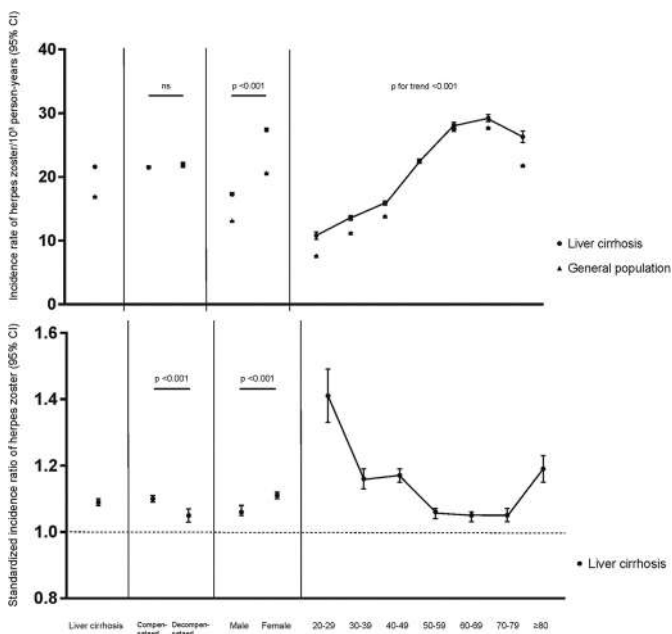 Incidence rate of herpes zoster/10³ person-years (95% CI)
40
30
20
10
0
ns
p <0.001
p for trend <0.001
Liver cirrhosis
General population
Standardized incidence ratio of herpes zoster (95% CI)
1.6
1.4
1.2
1.0
0.8
p <0.001
p <0.001
Liver cirrhosis
Liver cirrhosis
Compen- Decompen-
Male Female 20-29 30-39 40-49 50-59 60-69 70-79 ≥80